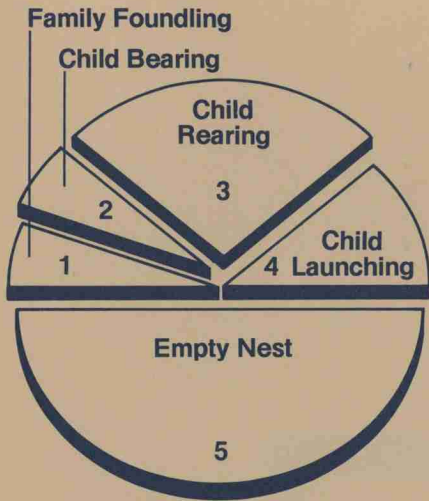 Family Foundling
Child Bearing
Child
Rearing
3
2
1
4 Child
Launching
Empty Nest
5